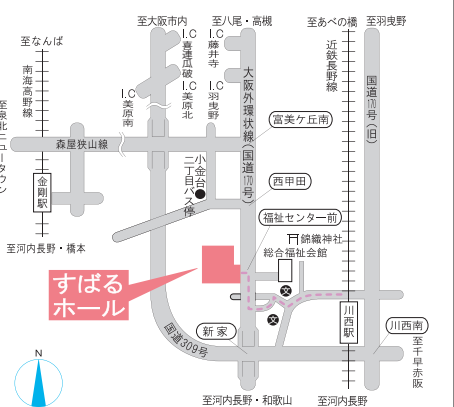 至大阪市内
至八尾・高槻
至あべの橋
至羽曳野
至なんば
南海高野線
喜連瓜破I.C
藤井寺I.C
近鉄長野線
国道170号(旧)
美原南I.C
美原北I.C
羽曳野I.C
大阪外環状線(国道170号)
至泉北ニュータウン
森屋狭山線
富美ケ丘南
金剛駅
小金台二丁目バス停
西甲田
福祉センター前
至河内長野・橋本
錦織神社
総合福祉会館
すばる
ホール
文
文
川西駅
新家
川西南
国道309号
至千早赤阪
N
至河内長野・和歌山
至河内長野